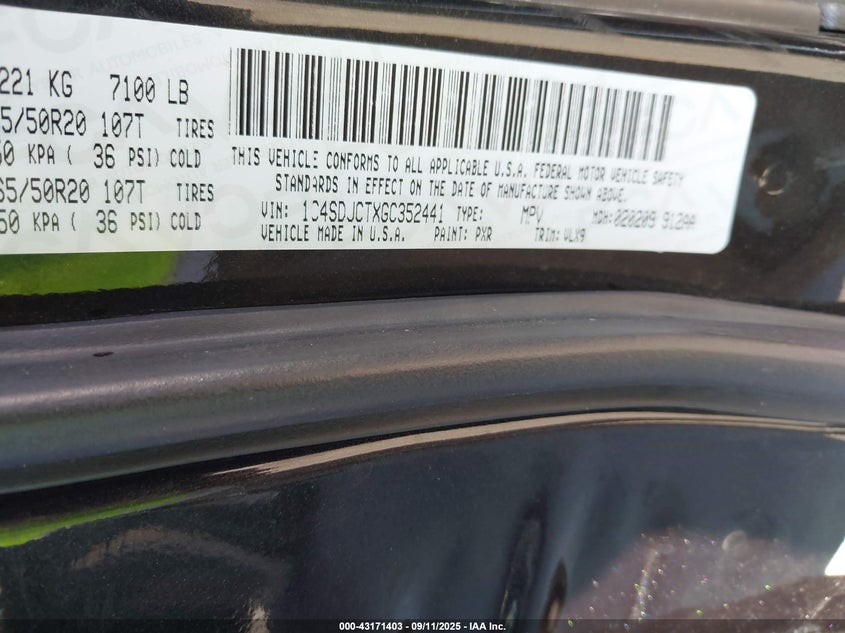 221 KG 7100 LB
5/50R20 107T TIRES
50 KPA ( 36 PSI) COLD
65/50R20 107T TIRES
50 KPA ( 36 PSI) COLD
THIS VEHICLE CONFORMS TO ALL APPLICABLE U.S.A. FEDERAL MOTOR VEHICLE SAFETY
STANDARDS IN EFFECT ON THE DATE OF MANUFACTURE SHOWN ABOVE.
VIN: 1C4SDJCTXGC352441 TYPE: MPV MDH: 020209 912AA
VEHICLE MADE IN U.S.A. PAINT: PXR TRIM: VLX9
000-43171403 - 09/11/2025 - IAA Inc.